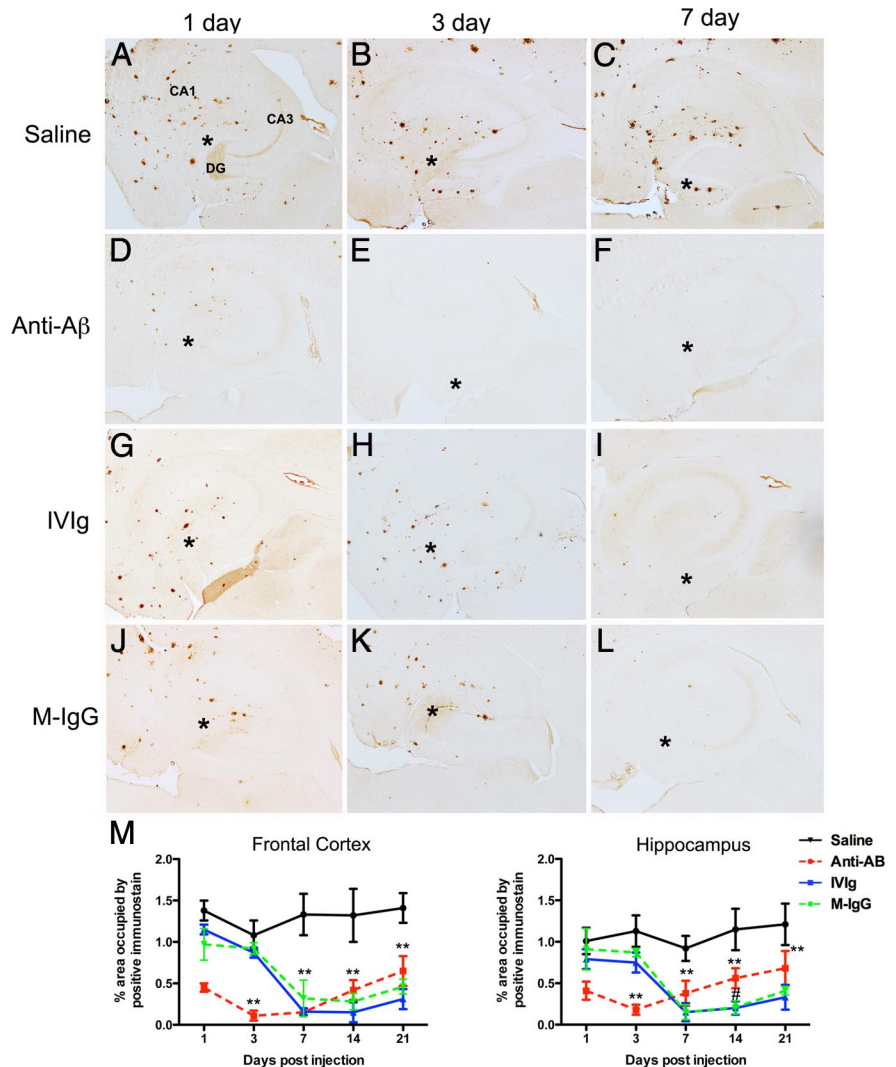 1 day 3 day 7 day
Saline
A
CA1
CA3
*
DG
B
*
C
*
Anti-Aβ
D
*
E
*
F
*
IVIg
G
*
H
*
I
*
M-IgG
J
*
K
*
L
*
M
Frontal Cortex
% area occupied by
positive immunostain
2.0
1.5
1.0
0.5
0.0
**
**
**
**
1 3 7 14 21
Days post injection
Hippocampus
% area occupied by
positive immunostain
2.0
1.5
1.0
0.5
0.0
**
**
**
#
**
1 3 7 14 21
Days post injection
Saline
Anti-AB
IVIg
M-IgG